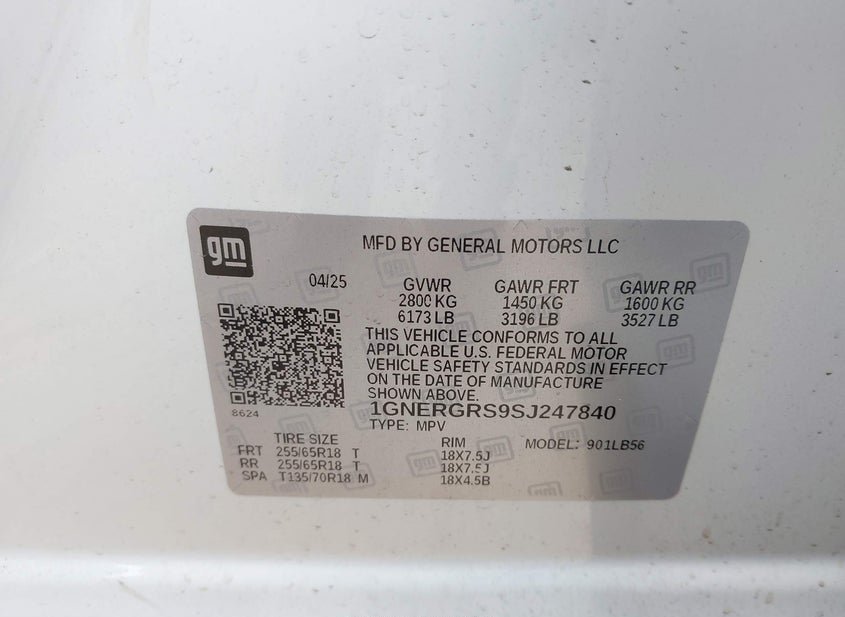 gm
MFD BY GENERAL MOTORS LLC
04/25 GVWR GAWR FRT GAWR RR
2800 KG 1450 KG 1600 KG
6173 LB 3196 LB 3527 LB
THIS VEHICLE CONFORMS TO ALL
APPLICABLE U.S. FEDERAL MOTOR
VEHICLE SAFETY STANDARDS IN EFFECT
ON THE DATE OF MANUFACTURE
SHOWN ABOVE.
8624 1GNERGRS9SJ247840
TYPE: MPV
TIRE SIZE RIM MODEL: 901LB56
FRT 255/65R18 T 18X7.5J
RR 255/65R18 T 18X7.5J
SPA T135/70R18 M 18X4.5B